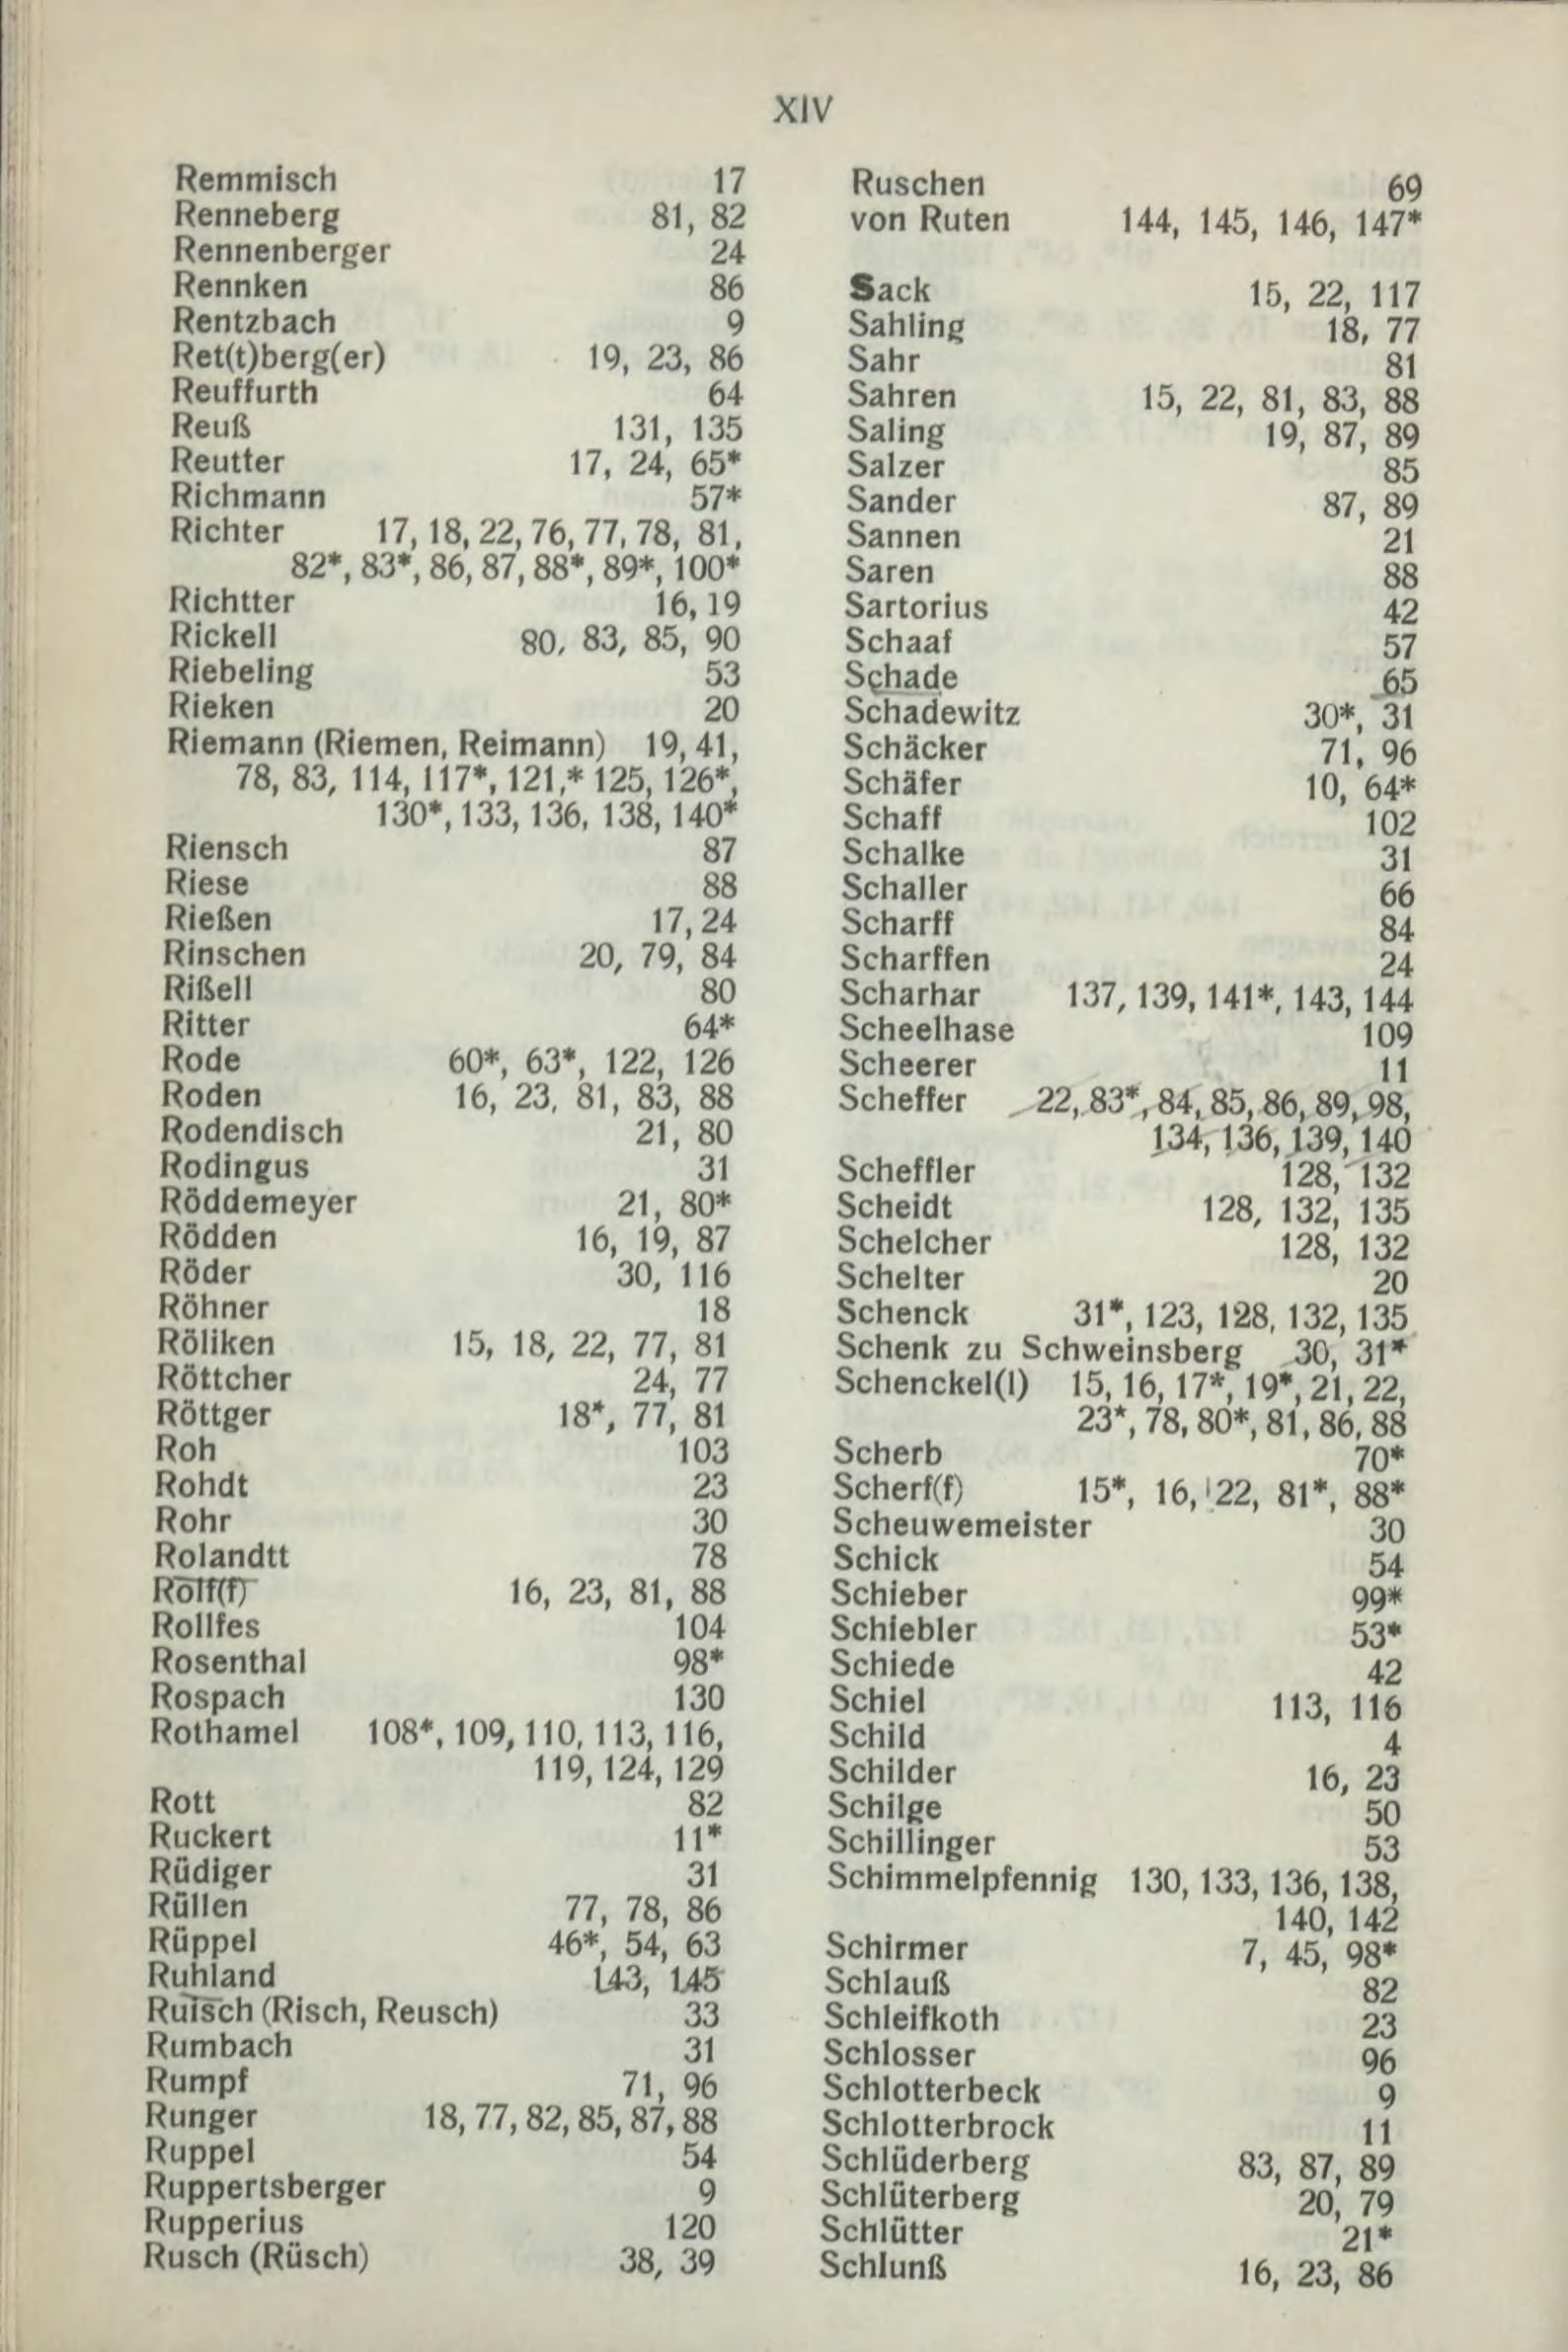 XIV
Remmisch 17
Renneberg 81, 82
Rennenberger 24
Rennken 86
Rentzbach 9
Ret(t)berg(er) 19, 23, 86
Reuffurth 64
Reuß 131, 135
Reutter 17, 24, 65*
Richmann 57*
Richter 17, 18, 22, 76, 77, 78, 81,
82*, 83*, 86, 87, 88*, 89*, 100*
Richtter 16, 19
Rickell 80, 83, 85, 90
Riebeling 53
Rieken 20
Riemann (Riemen, Reimann) 19, 41,
78, 83, 114, 117*, 121,* 125, 126*,
130*, 133, 136, 138, 140*
Riensch 87
Riese 88
Rießen 17, 24
Rinschen 20, 79, 84
Rißell 80
Ritter 64*
Rode 60*, 63*, 122, 126
Roden 16, 23, 81, 83, 88
Rodendisch 21, 80
Rodingus 31
Röddemeyer 21, 80*
Rödden 16, 19, 87
Röder 30, 116
Röhner 18
Röliken 15, 18, 22, 77, 81
Röttcher 24, 77
Röttger 18*, 77, 81
Roh 103
Rohdt 23
Rohr 30
Rolandtt 78
Rolf(f) 16, 23, 81, 88
Rollfes 104
Rosenthal 98*
Rospach 130
Rothamel 108*, 109, 110, 113, 116,
119, 124, 129
Rott 82
Ruckert 11*
Rüdiger 31
Rüllen 77, 78, 86
Rüppel 46*, 54, 63
Ruhland 143, 145
Ruisch (Risch, Reusch) 33
Rumbach 31
Rumpf 71, 96
Runger 18, 77, 82, 85, 87, 88
Ruppel 54
Ruppertsberger 9
Rupperius 120
Rusch (Rüsch) 38, 39
Ruschen 69
von Ruten 144, 145, 146, 147*
Sack 15, 22, 117
Sahling 18, 77
Sahr 81
Sahren 15, 22, 81, 83, 88
Saling 19, 87, 89
Salzer 85
Sander 87, 89
Sannen 21
Saren 88
Sartorius 42
Schaaf 57
Schade 65
Schadewitz 30*, 31
Schäcker 71, 96
Schäfer 10, 64*
Schaff 102
Schalke 31
Schaller 66
Scharff 84
Scharffen 24
Scharhar 137, 139, 141*, 143, 144
Scheelhase 109
Scheerer 11
Scheffer 22, 83*, 84, 85, 86, 89, 98,
134, 136, 139, 140
Scheffler 128, 132
Scheidt 128, 132, 135
Schelcher 128, 132
Schelter 20
Schenck 31*, 123, 128, 132, 135
Schenk zu Schweinsberg 30, 31*
Schenckel(l) 15, 16, 17*, 19*, 21, 22,
23*, 78, 80*, 81, 86, 88
Scherb 70*
Scherf(f) 15*, 16, 22, 81*, 88*
Scheuwemeister 30
Schick 54
Schieber 99*
Schiebler 53*
Schiede 42
Schiel 113, 116
Schild 4
Schilder 16, 23
Schilge 50
Schillinger 53
Schimmelpfennig 130, 133, 136, 138,
140, 142
Schirmer 7, 45, 98*
Schlauß 82
Schleifkoth 23
Schlosser 96
Schlotterbeck 9
Schlotterbrock 11
Schlüderberg 83, 87, 89
Schlüterberg 20, 79
Schlütter 21*
Schlunß 16, 23, 86